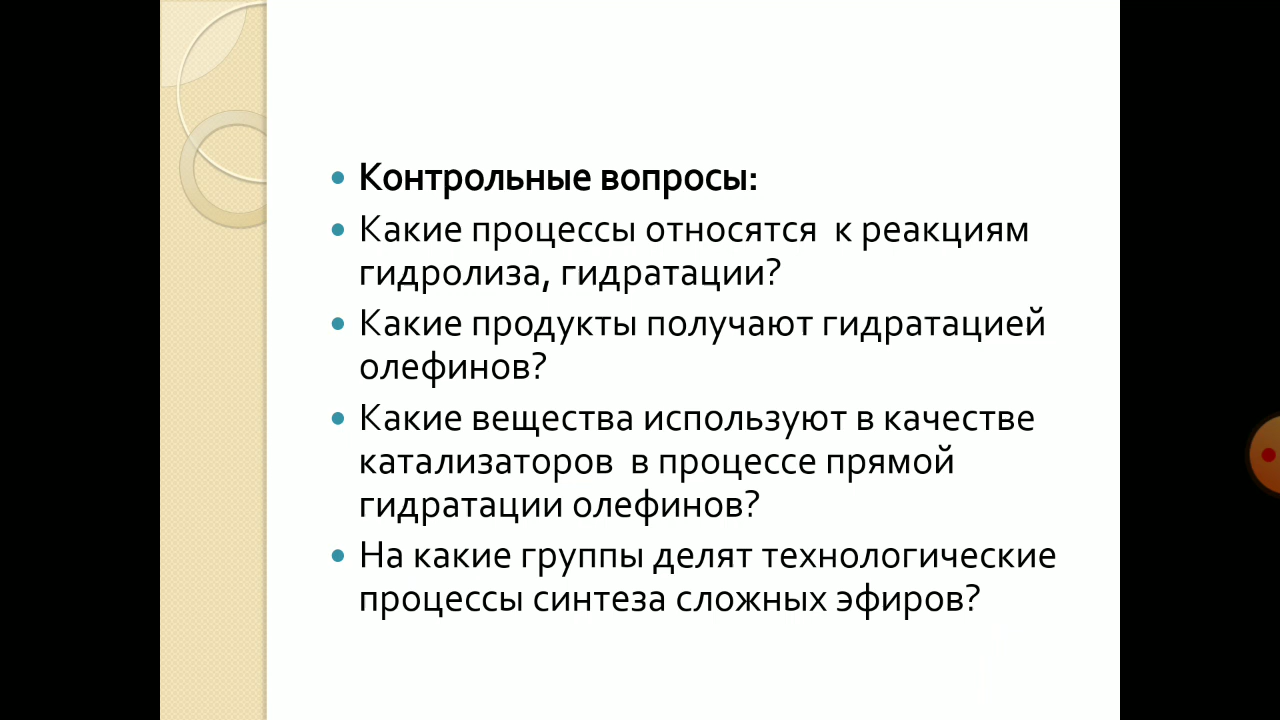 Контрольные вопросы:
Какие процессы относятся к реакциям
гидролиза, гидратации?
Какие продукты получают гидратацией
олефинов?
Какие вещества используют в качестве
катализаторов в процессе прямой
гидратации олефинов?
На какие группы делят технологические
процессы синтеза сложных эфиров?